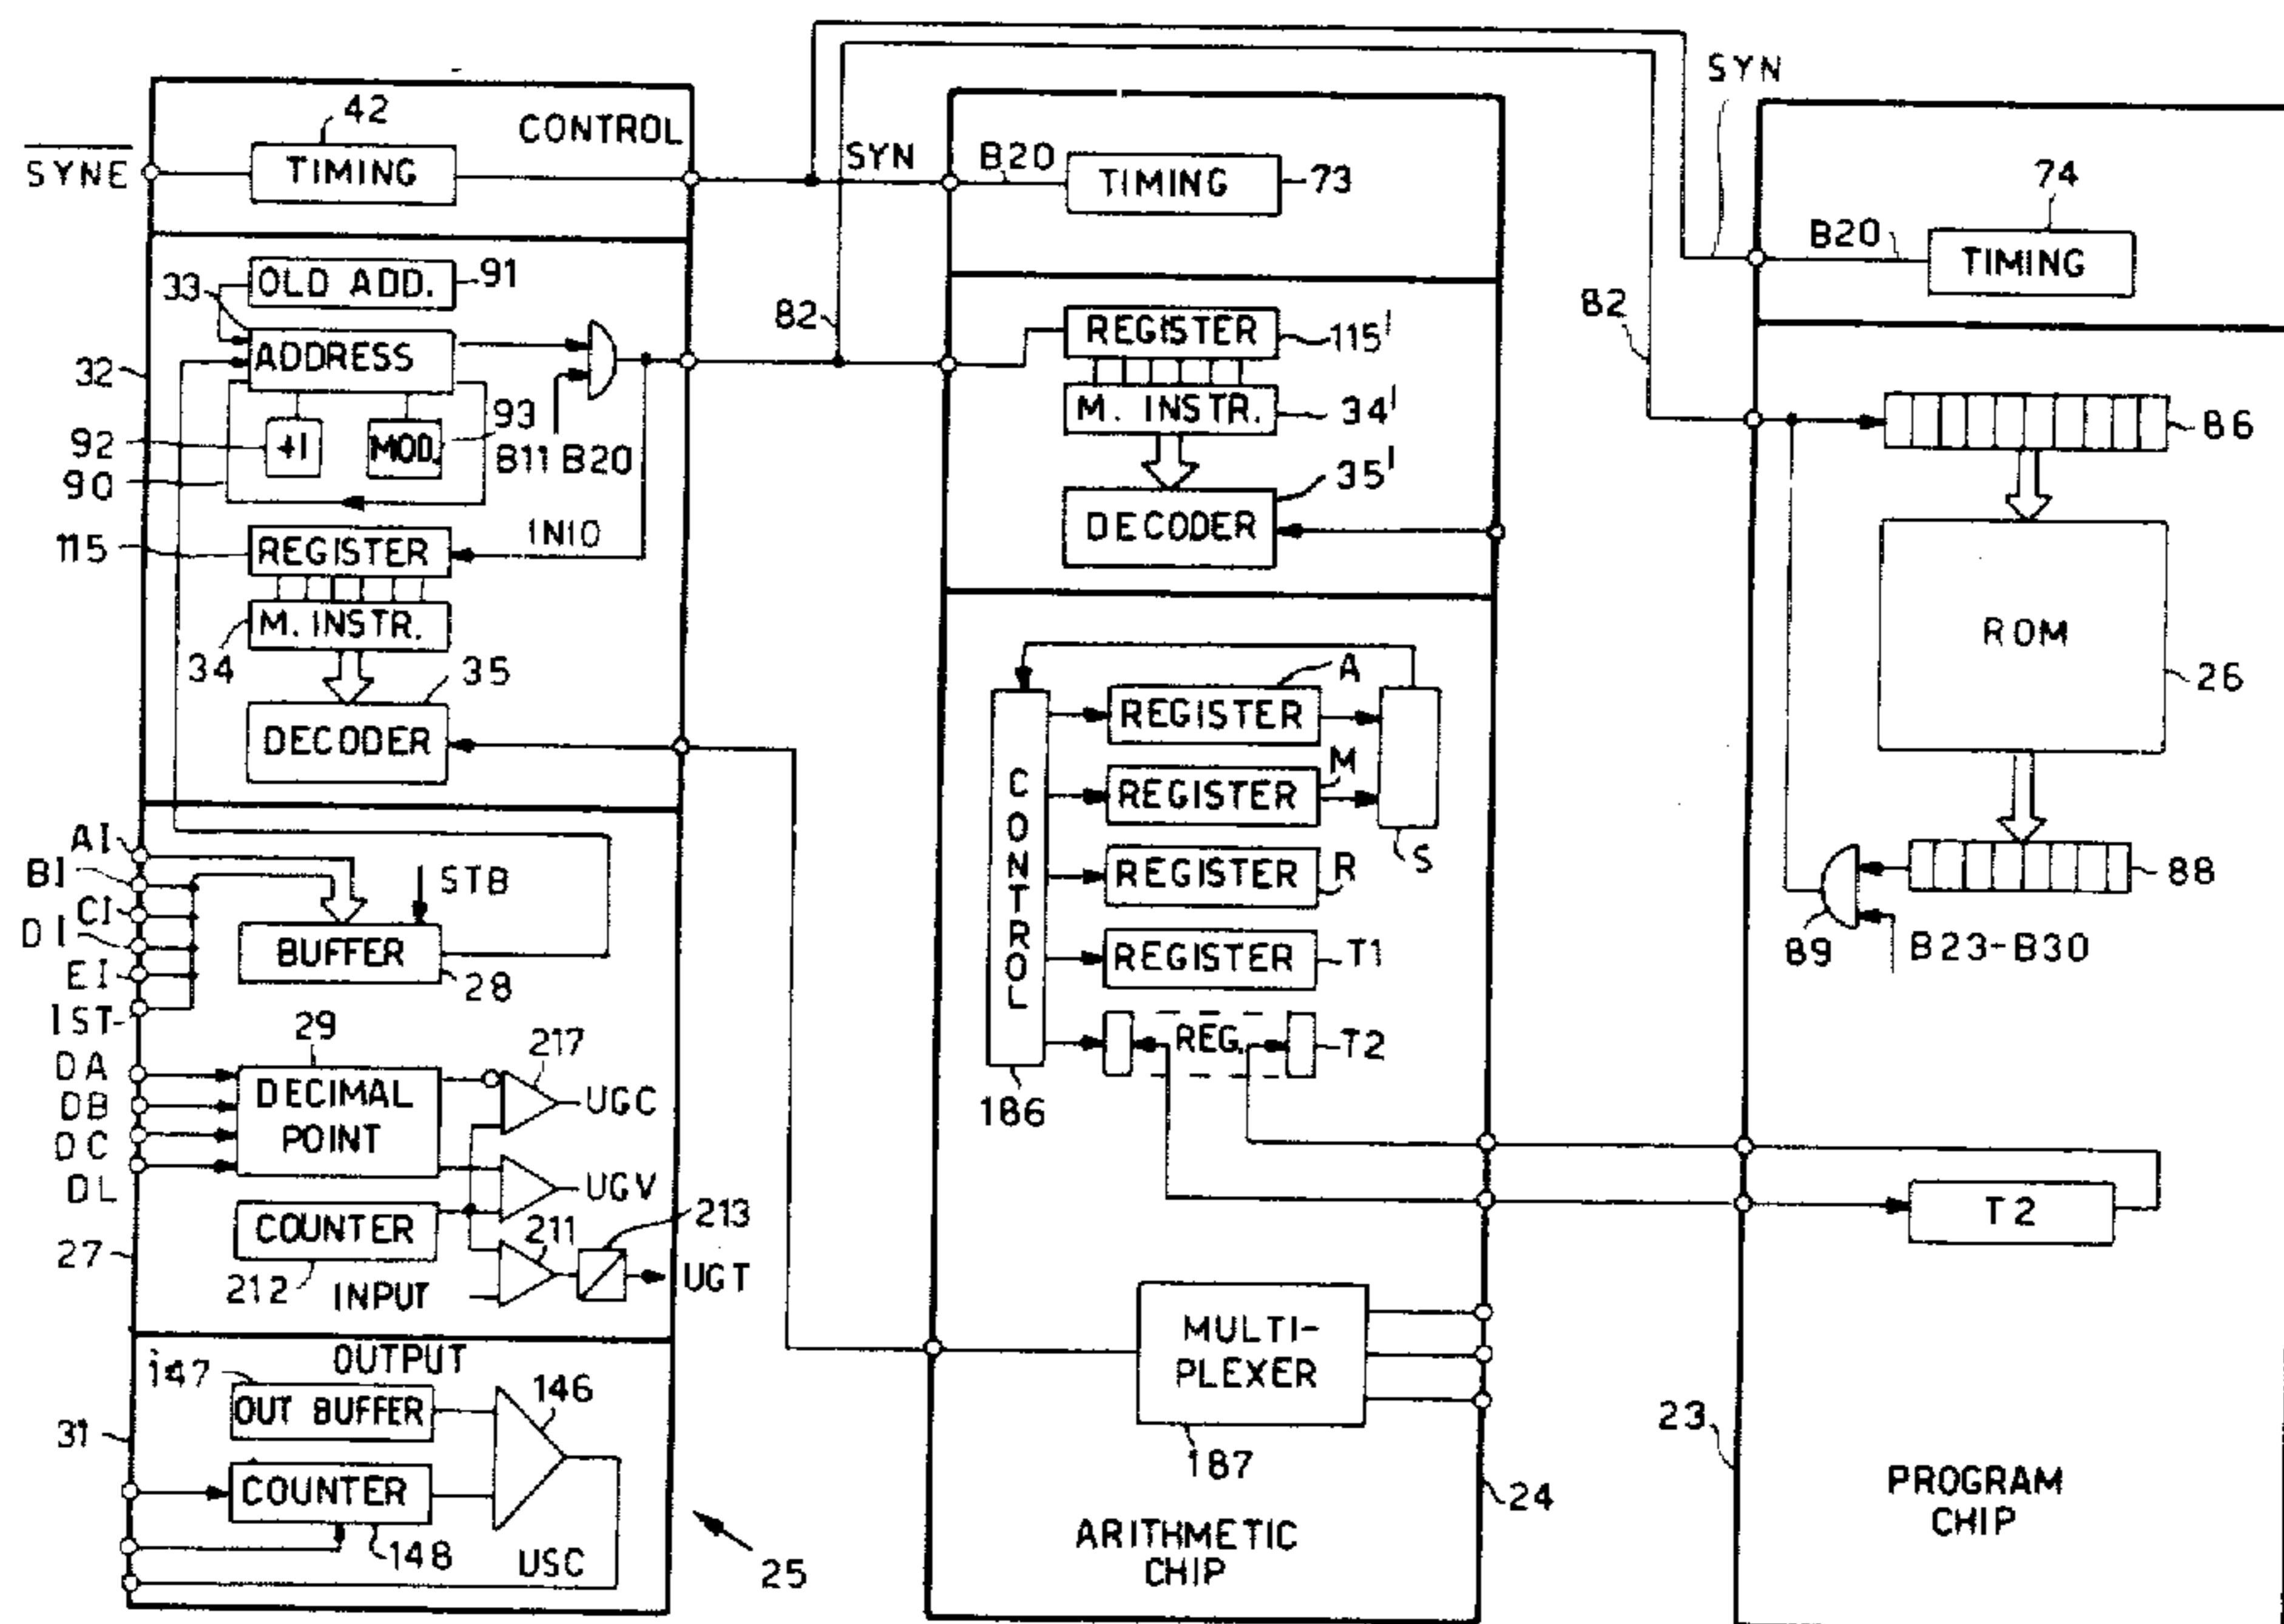 SYNE
42
CONTROL
TIMING
SYN
B20
TIMING
73
SYN
74
B20
TIMING
33
OLD ADD.
91
32
ADDRESS
92
+1
MOD.
93
90
B11 B20
82
REGISTER
115'
M. INSTR.
34'
35'
DECODER
82
86
ROM
26
88
89
B23-B30
115
REGISTER
IN10
M. INSTR.
34
35
DECODER
CONTROL
REGISTER
A
REGISTER
M
S
REGISTER
R
REGISTER
T1
REG.
T2
186
AI
BI
CI
DI
EI
IST
STB
BUFFER
28
29
217
DA
DB
DC
DL
DECIMAL
POINT
UGC
UGV
27
COUNTER
212
INPUT
211
213
UGT
T2
MULTI-
PLEXER
187
OUTPUT
147
OUT BUFFER
146
31
COUNTER
148
USC
25
ARITHMETIC
CHIP
24
23
PROGRAM
CHIP